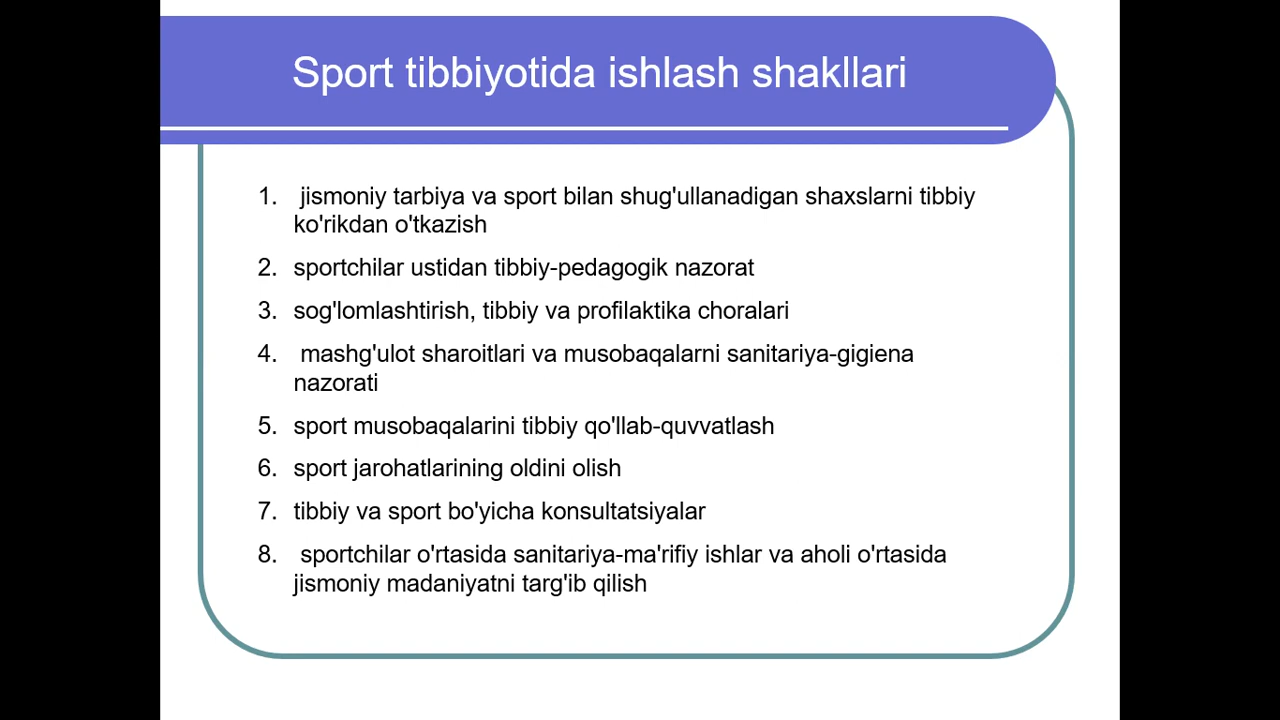 Sport tibbiyotida ishlash shakllari
1. jismoniy tarbiya va sport bilan shug'ullanadigan shaxslarni tibbiy
ko'rikdan o'tkazish
2. sportchilar ustidan tibbiy-pedagogik nazorat
3. sog'lomlashtirish, tibbiy va profilaktika choralari
4. mashg'ulot sharoitlari va musobaqalarni sanitariya-gigiena
nazorati
5. sport musobaqalarini tibbiy qo'llab-quvvatlash
6. sport jarohatlarining oldini olish
7. tibbiy va sport bo'yicha konsultatsiyalar
8. sportchilar o'rtasida sanitariya-ma'rifiy ishlar va aholi o'rtasida
jismoniy madaniyatni targ'ib qilish